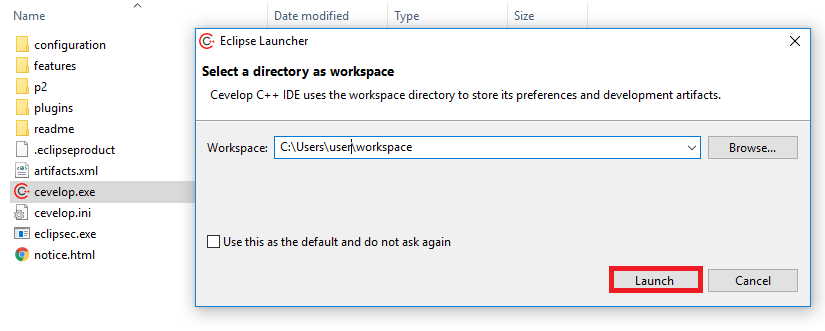 Name Date modified Type Size
configuration
features
p2
plugins
readme
.eclipseproduct
artifacts.xml
cevelop.exe
cevelop.ini
eclipsec.exe
notice.html
Eclipse Launcher
Select a directory as workspace
Cevelop C++ IDE uses the workspace directory to store its preferences and development artifacts.
Workspace: C:\Users\user\workspace Browse...
Use this as the default and do not ask again
Launch Cancel